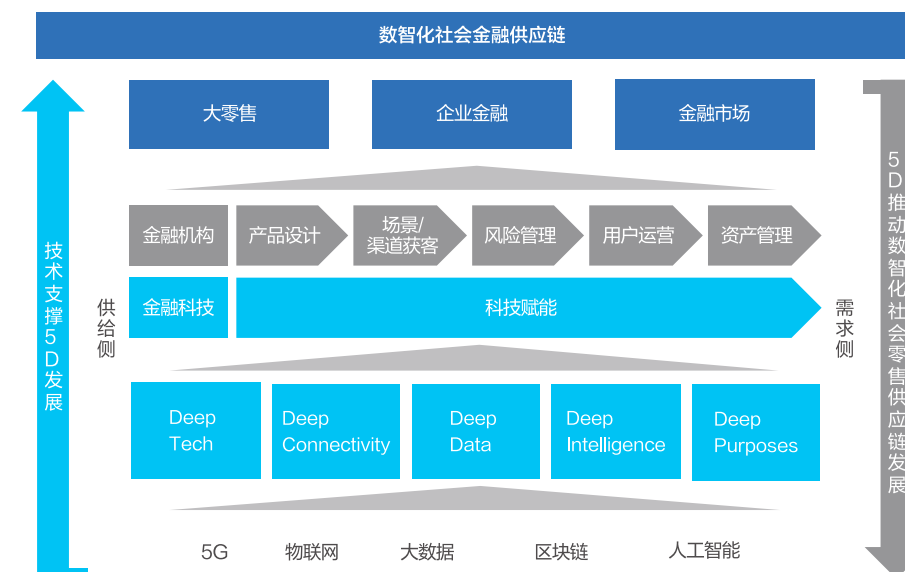 数智化社会金融供应链
大零售
企业金融
金融市场
金融机构
产品设计
场景/
渠道获客
风险管理
用户运营
资产管理
金融科技
科技赋能
供给侧
需求侧
技术支撑5D发展
5D推动数智化社会零售供应链发展
Deep
Tech
Deep
Connectivity
Deep
Data
Deep
Intelligence
Deep
Purposes
5G
物联网
大数据
区块链
人工智能